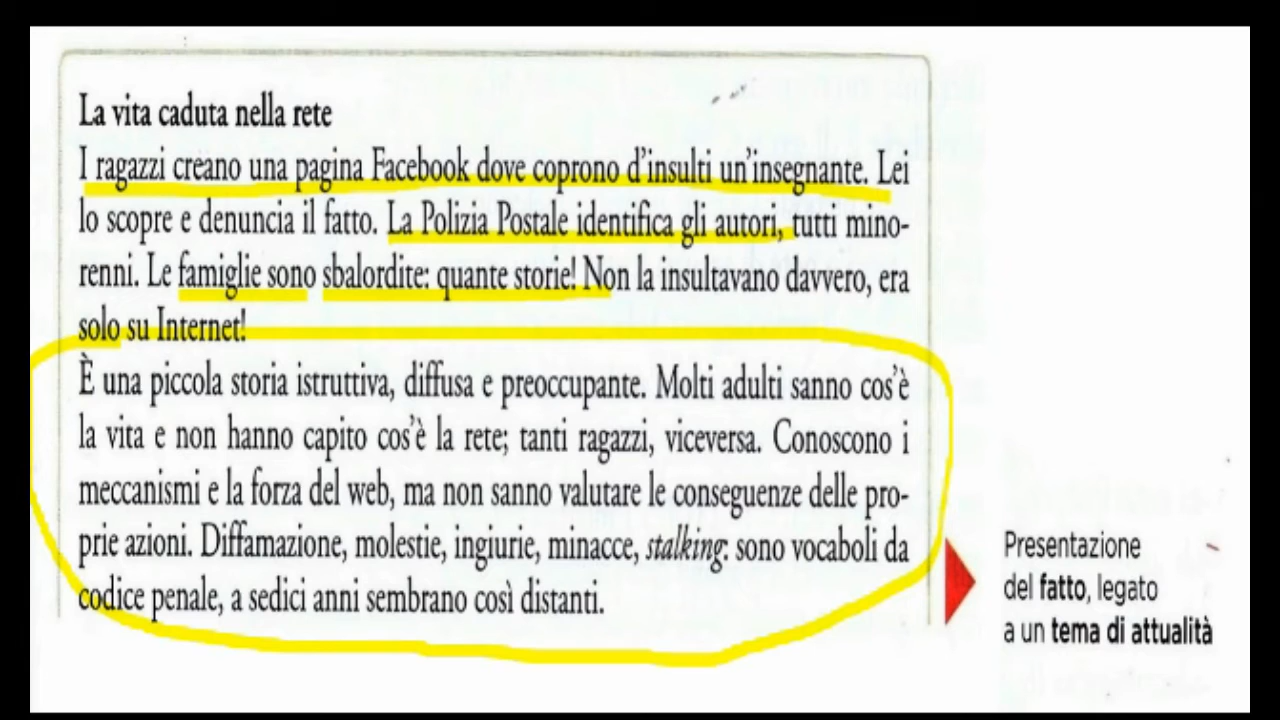 La vita caduta nella rete
I ragazzi creano una pagina Facebook dove coprono d'insulti un'insegnante. Lei
lo scopre e denuncia il fatto. La Polizia Postale identifica gli autori, tutti mino-
renni. Le famiglie sono sbalordite: quante storie! Non la insultavano davvero, era
solo su Internet!
È una piccola storia istruttiva, diffusa e preoccupante. Molti adulti sanno cos'è
la vita e non hanno capito cos'è la rete; tanti ragazzi, viceversa. Conoscono i
meccanismi e la forza del web, ma non sanno valutare le conseguenze delle pro-
prie azioni. Diffamazione, molestie, ingiurie, minacce, stalking: sono vocaboli da
codice penale, a sedici anni sembrano così distanti.
Presentazione
del fatto, legato
a un tema di attualità